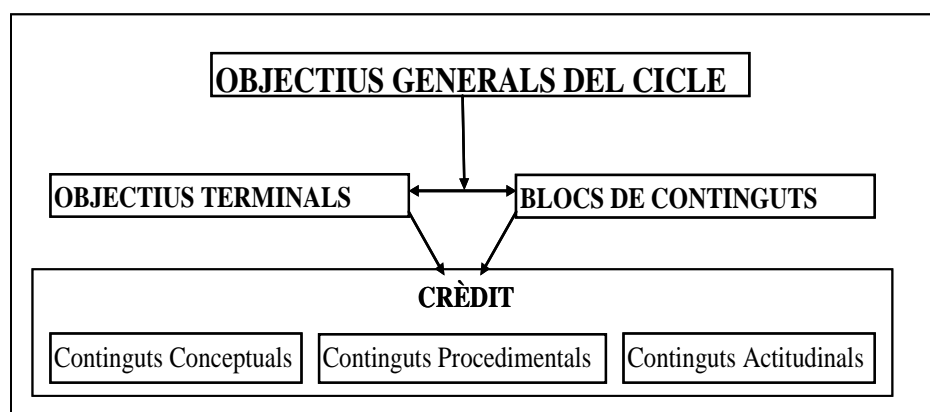 OBJECTIUS GENERALS DEL CICLE
OBJECTIUS TERMINALS
BLOCS DE CONTINGUTS
CRÈDIT
Continguts Conceptuals
Continguts Procedimentals
Continguts Actitudinals